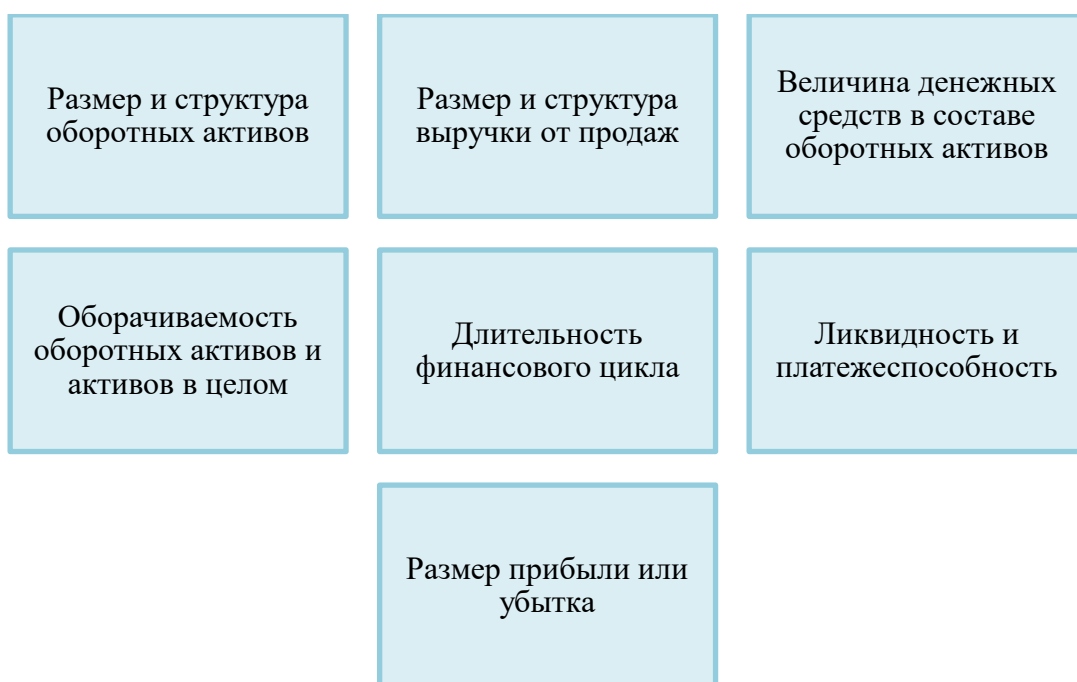 Размер и структура
оборотных активов
Размер и структура
выручки от продаж
Величина денежных
средств в составе
оборотных активов
Оборачиваемость
оборотных активов и
активов в целом
Длительность
финансового цикла
Ликвидность и
платежеспособность
Размер прибыли или
убытка